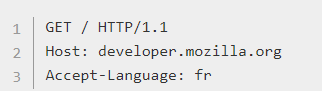 1 GET / HTTP/1.1
2 Host: developer.mozilla.org
3 Accept-Language: fr